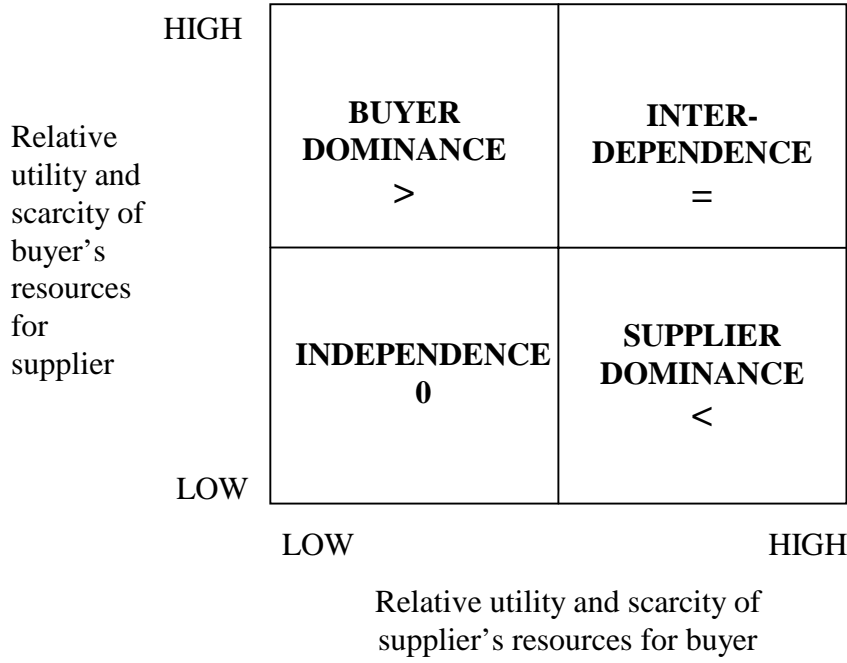 HIGH
Relative
utility and
scarcity of
buyer’s
resources
for
supplier
BUYER
DOMINANCE
>
INTER-
DEPENDENCE
=
INDEPENDENCE
0
SUPPLIER
DOMINANCE
<
LOW
LOW
HIGH
Relative utility and scarcity of
supplier’s resources for buyer